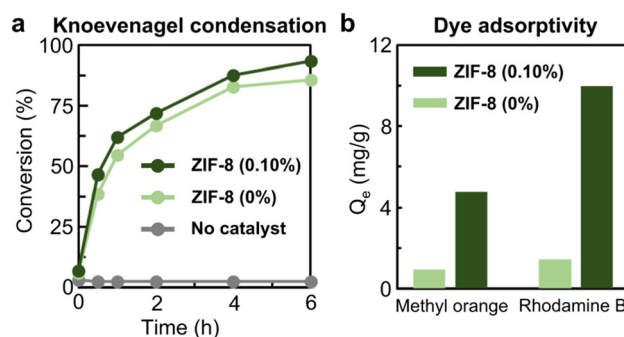 a Knoevenagel condensation
100
75
50
25
0
Conversion (%)
ZIF-8 (0.10%)
ZIF-8 (0%)
No catalyst
0 2 4 6
Time (h)
b Dye adsorptivity
12
8
4
0
Qe (mg/g)
ZIF-8 (0.10%)
ZIF-8 (0%)
Methyl orange Rhodamine B